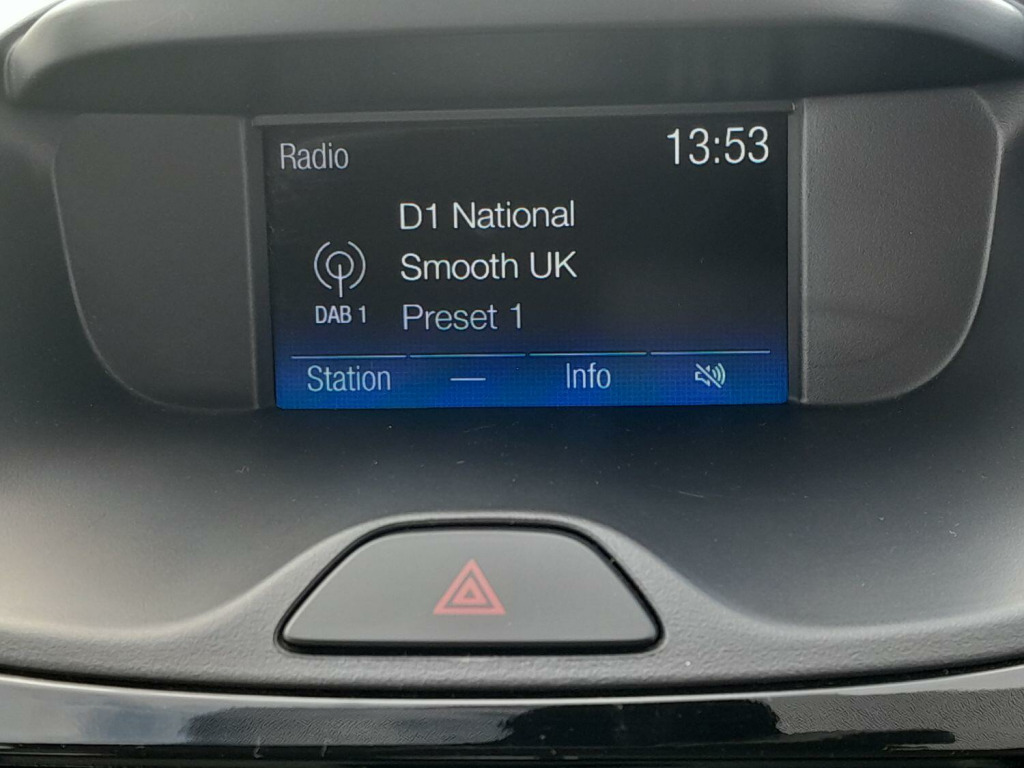 Radio 13:53
D1 National
Smooth UK
DAB 1 Preset 1
Station — Info